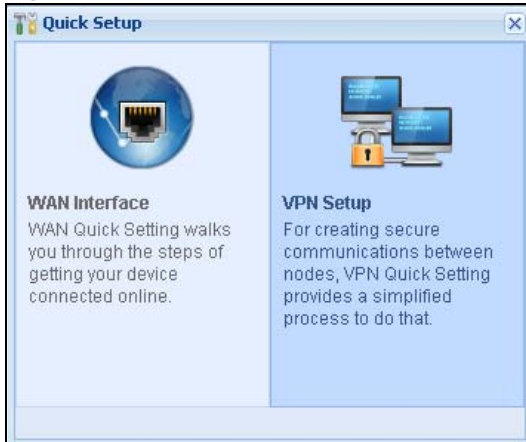 Quick Setup
WAN Interface
WAN Quick Setting walks
you through the steps of
getting your device
connected online.
VPN Setup
For creating secure
communications between
nodes, VPN Quick Setting
provides a simplified
process to do that.